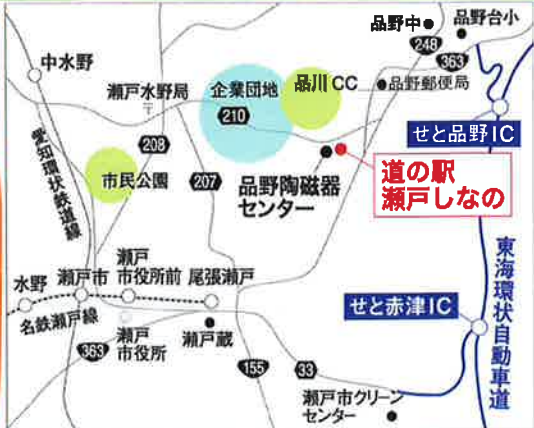 品野中
品野台小
248
363
中水野
瀬戸水野局
企業団地
品川CC
品野郵便局
210
せと品野IC
208
愛知環状鉄道線
市民公園
207
品野陶磁器
センター
道の駅
瀬戸しなの
東海環状自動車道
水野
瀬戸市
瀬戸
市役所前
尾張瀬戸
せと赤津IC
名鉄瀬戸線
瀬戸
市役所
瀬戸蔵
363
155
33
瀬戸市クリーン
センター